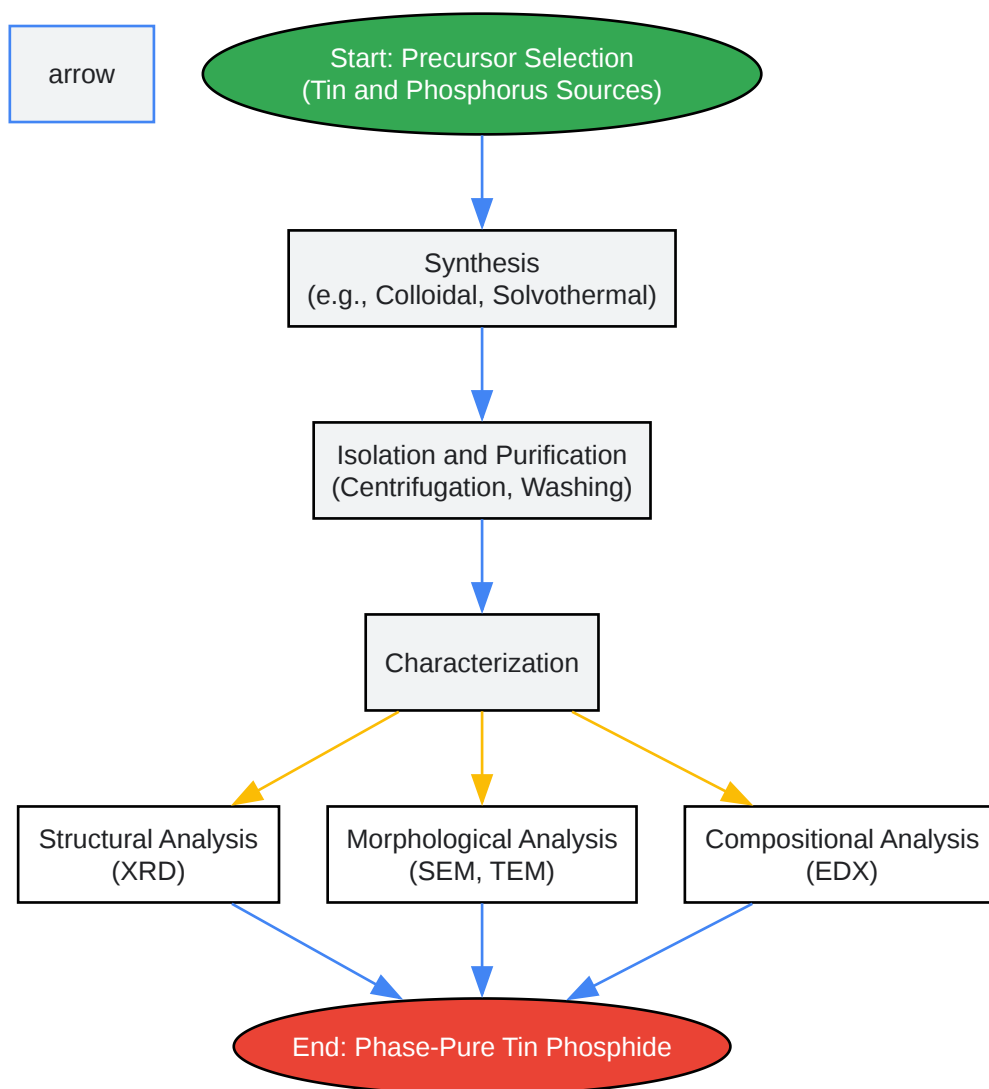 arrow
Start: Precursor Selection
(Tin and Phosphorus Sources)
Synthesis
(e.g., Colloidal, Solvothermal)
Isolation and Purification
(Centrifugation, Washing)
Characterization
Structural Analysis
(XRD)
Morphological Analysis
(SEM, TEM)
Compositional Analysis
(EDX)
End: Phase-Pure Tin Phosphide